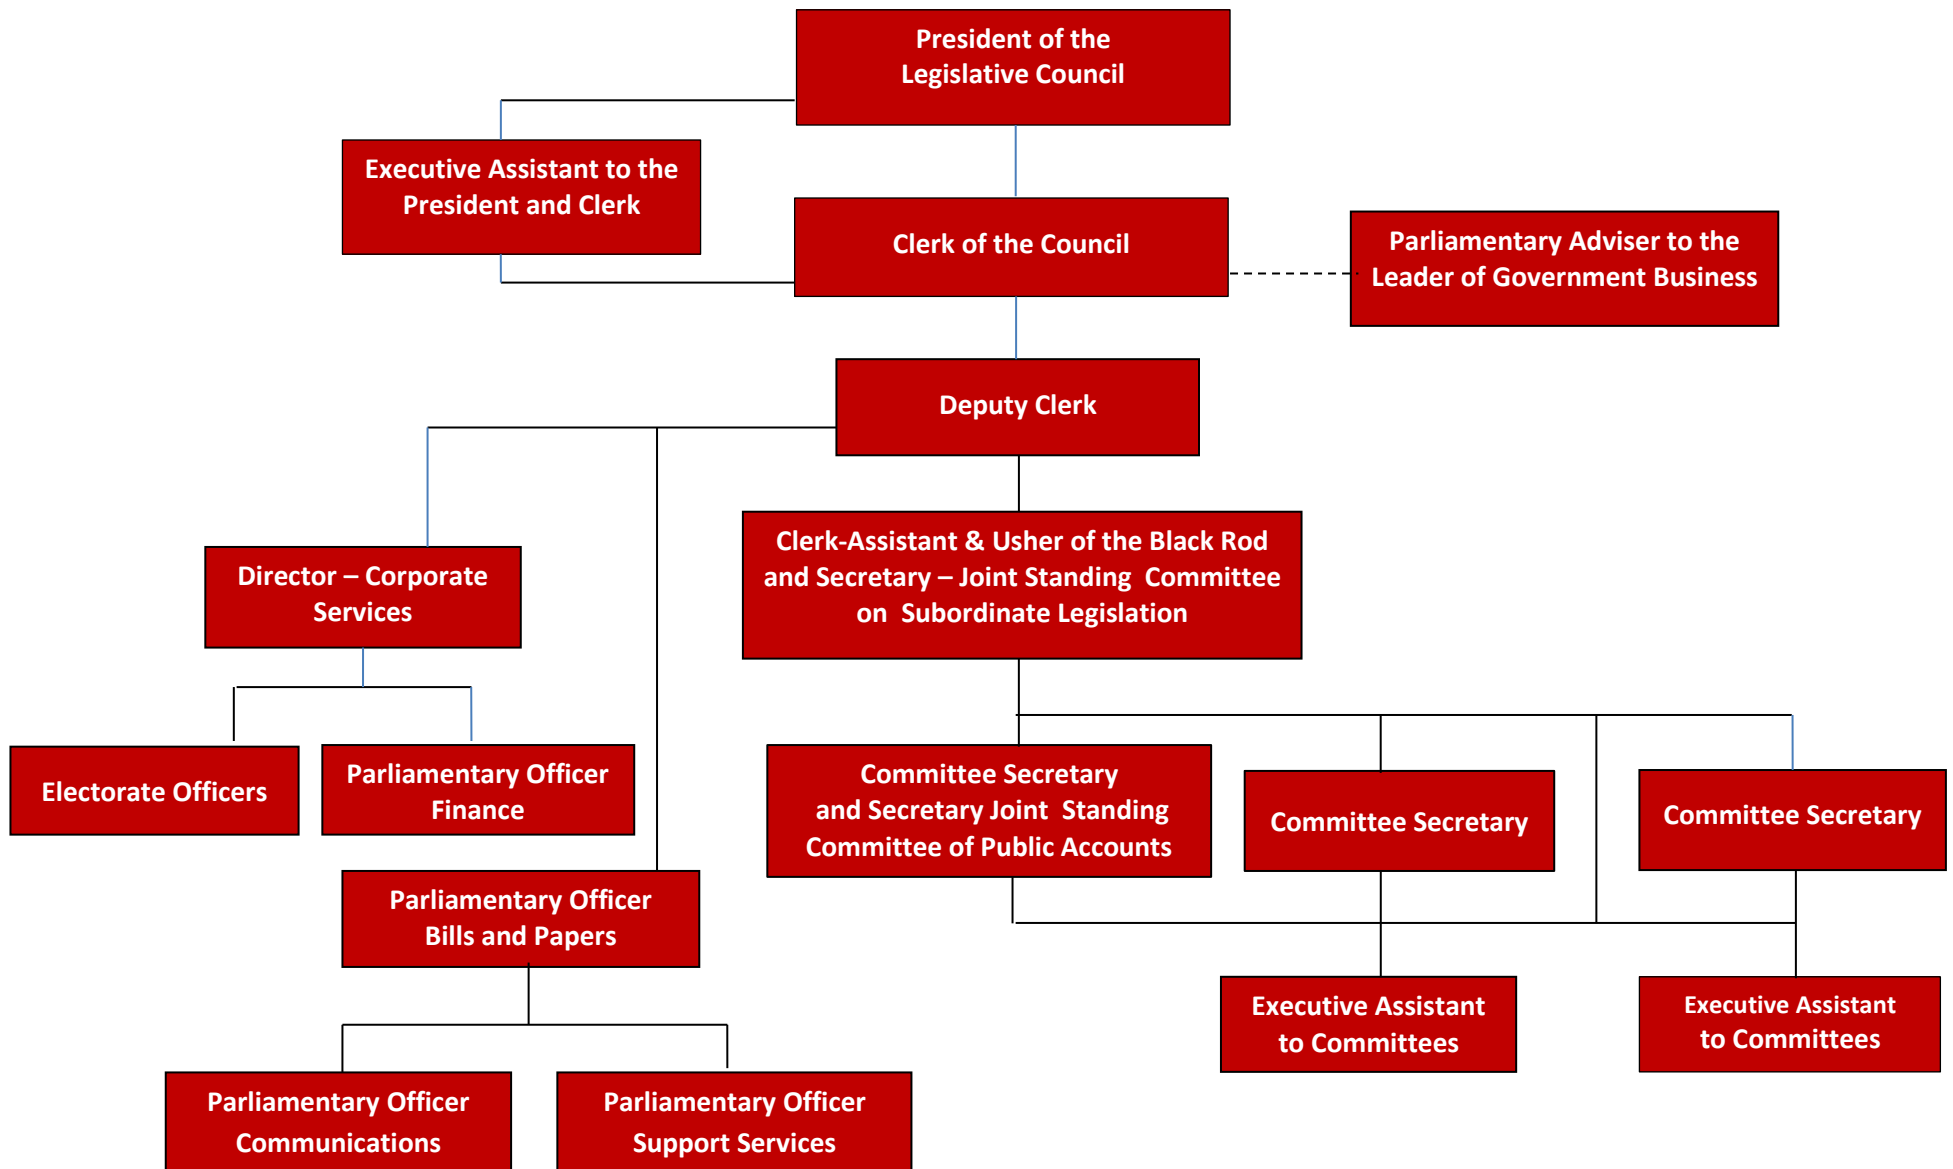 President of the
Legislative Council
Executive Assistant to the
President and Clerk
Clerk of the Council
Parliamentary Adviser to the
Leader of Government Business
Deputy Clerk
Director – Corporate
Services
Clerk-Assistant & Usher of the Black Rod
and Secretary – Joint Standing Committee
on Subordinate Legislation
Electorate Officers
Parliamentary Officer
Finance
Committee Secretary
and Secretary Joint Standing
Committee of Public Accounts
Committee Secretary
Committee Secretary
Parliamentary Officer
Bills and Papers
Executive Assistant
to Committees
Executive Assistant
to Committees
Parliamentary Officer
Communications
Parliamentary Officer
Support Services